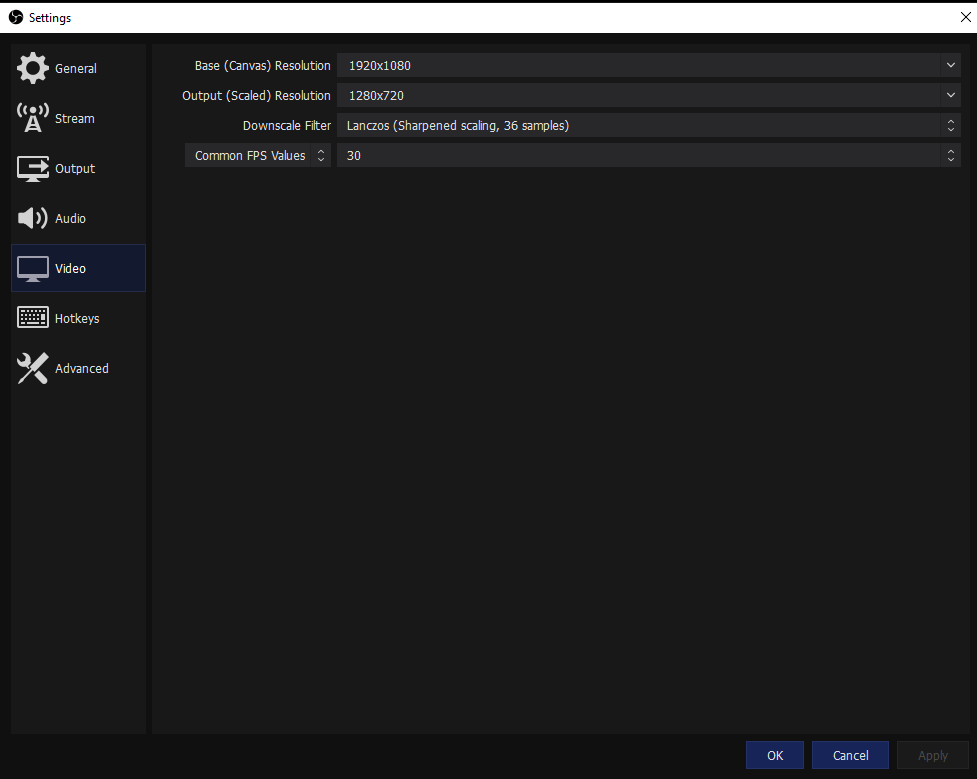 Settings
General
Stream
Output
Audio
Video
Hotkeys
Advanced
Base (Canvas) Resolution 1920x1080
Output (Scaled) Resolution 1280x720
Downscale Filter Lanczos (Sharpened scaling, 36 samples)
Common FPS Values 30
OK Cancel Apply